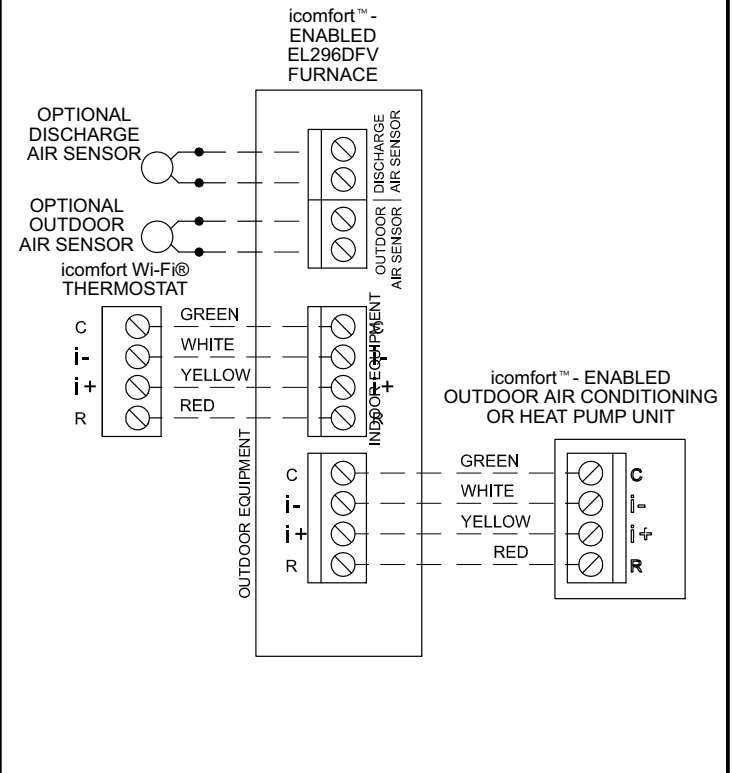 icomfort™-
ENABLED
EL296DFV
FURNACE
OPTIONAL
DISCHARGE
AIR SENSOR
DISCHARGE
AIR SENSOR
OPTIONAL
OUTDOOR
AIR SENSOR
OUTDOOR
AIR SENSOR
icomfort Wi-Fi®
THERMOSTAT
C
i-
i+
R
GREEN
WHITE
YELLOW
RED
INDOOR EQUIPMENT
C
i-
i+
R
icomfort™- ENABLED
OUTDOOR AIR CONDITIONING
OR HEAT PUMP UNIT
OUTDOOR EQUIPMENT
C
i-
i+
R
GREEN
WHITE
YELLOW
RED
C
i-
i+
R